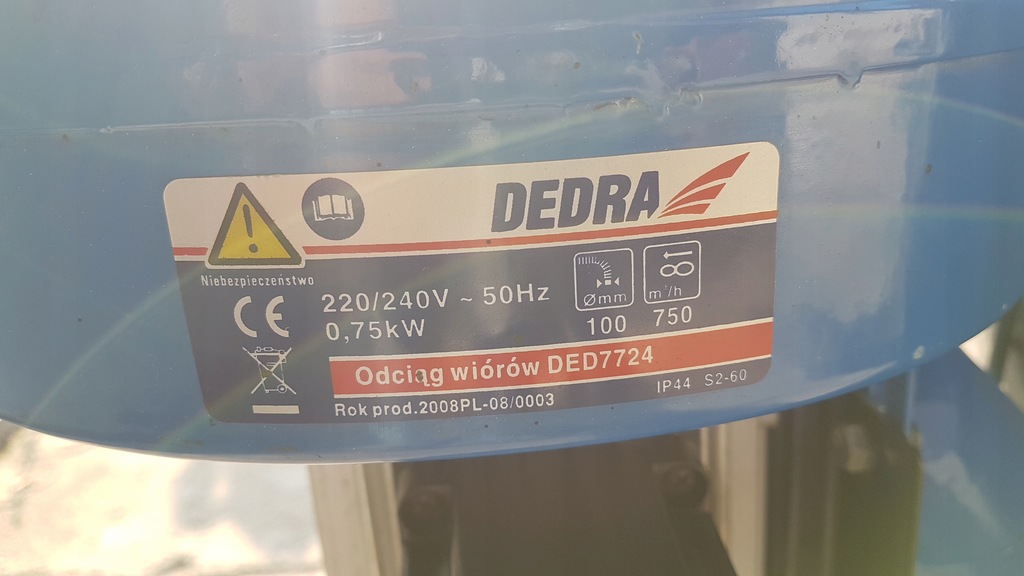 DEDRA
Niebezpieczeństwo
CE
220/240V ~ 50Hz
0,75kW
Ømm
100
m³/h
750
Odciąg wiórów DED7724
Rok prod.2008PL-08/0003
IP44 S2-60